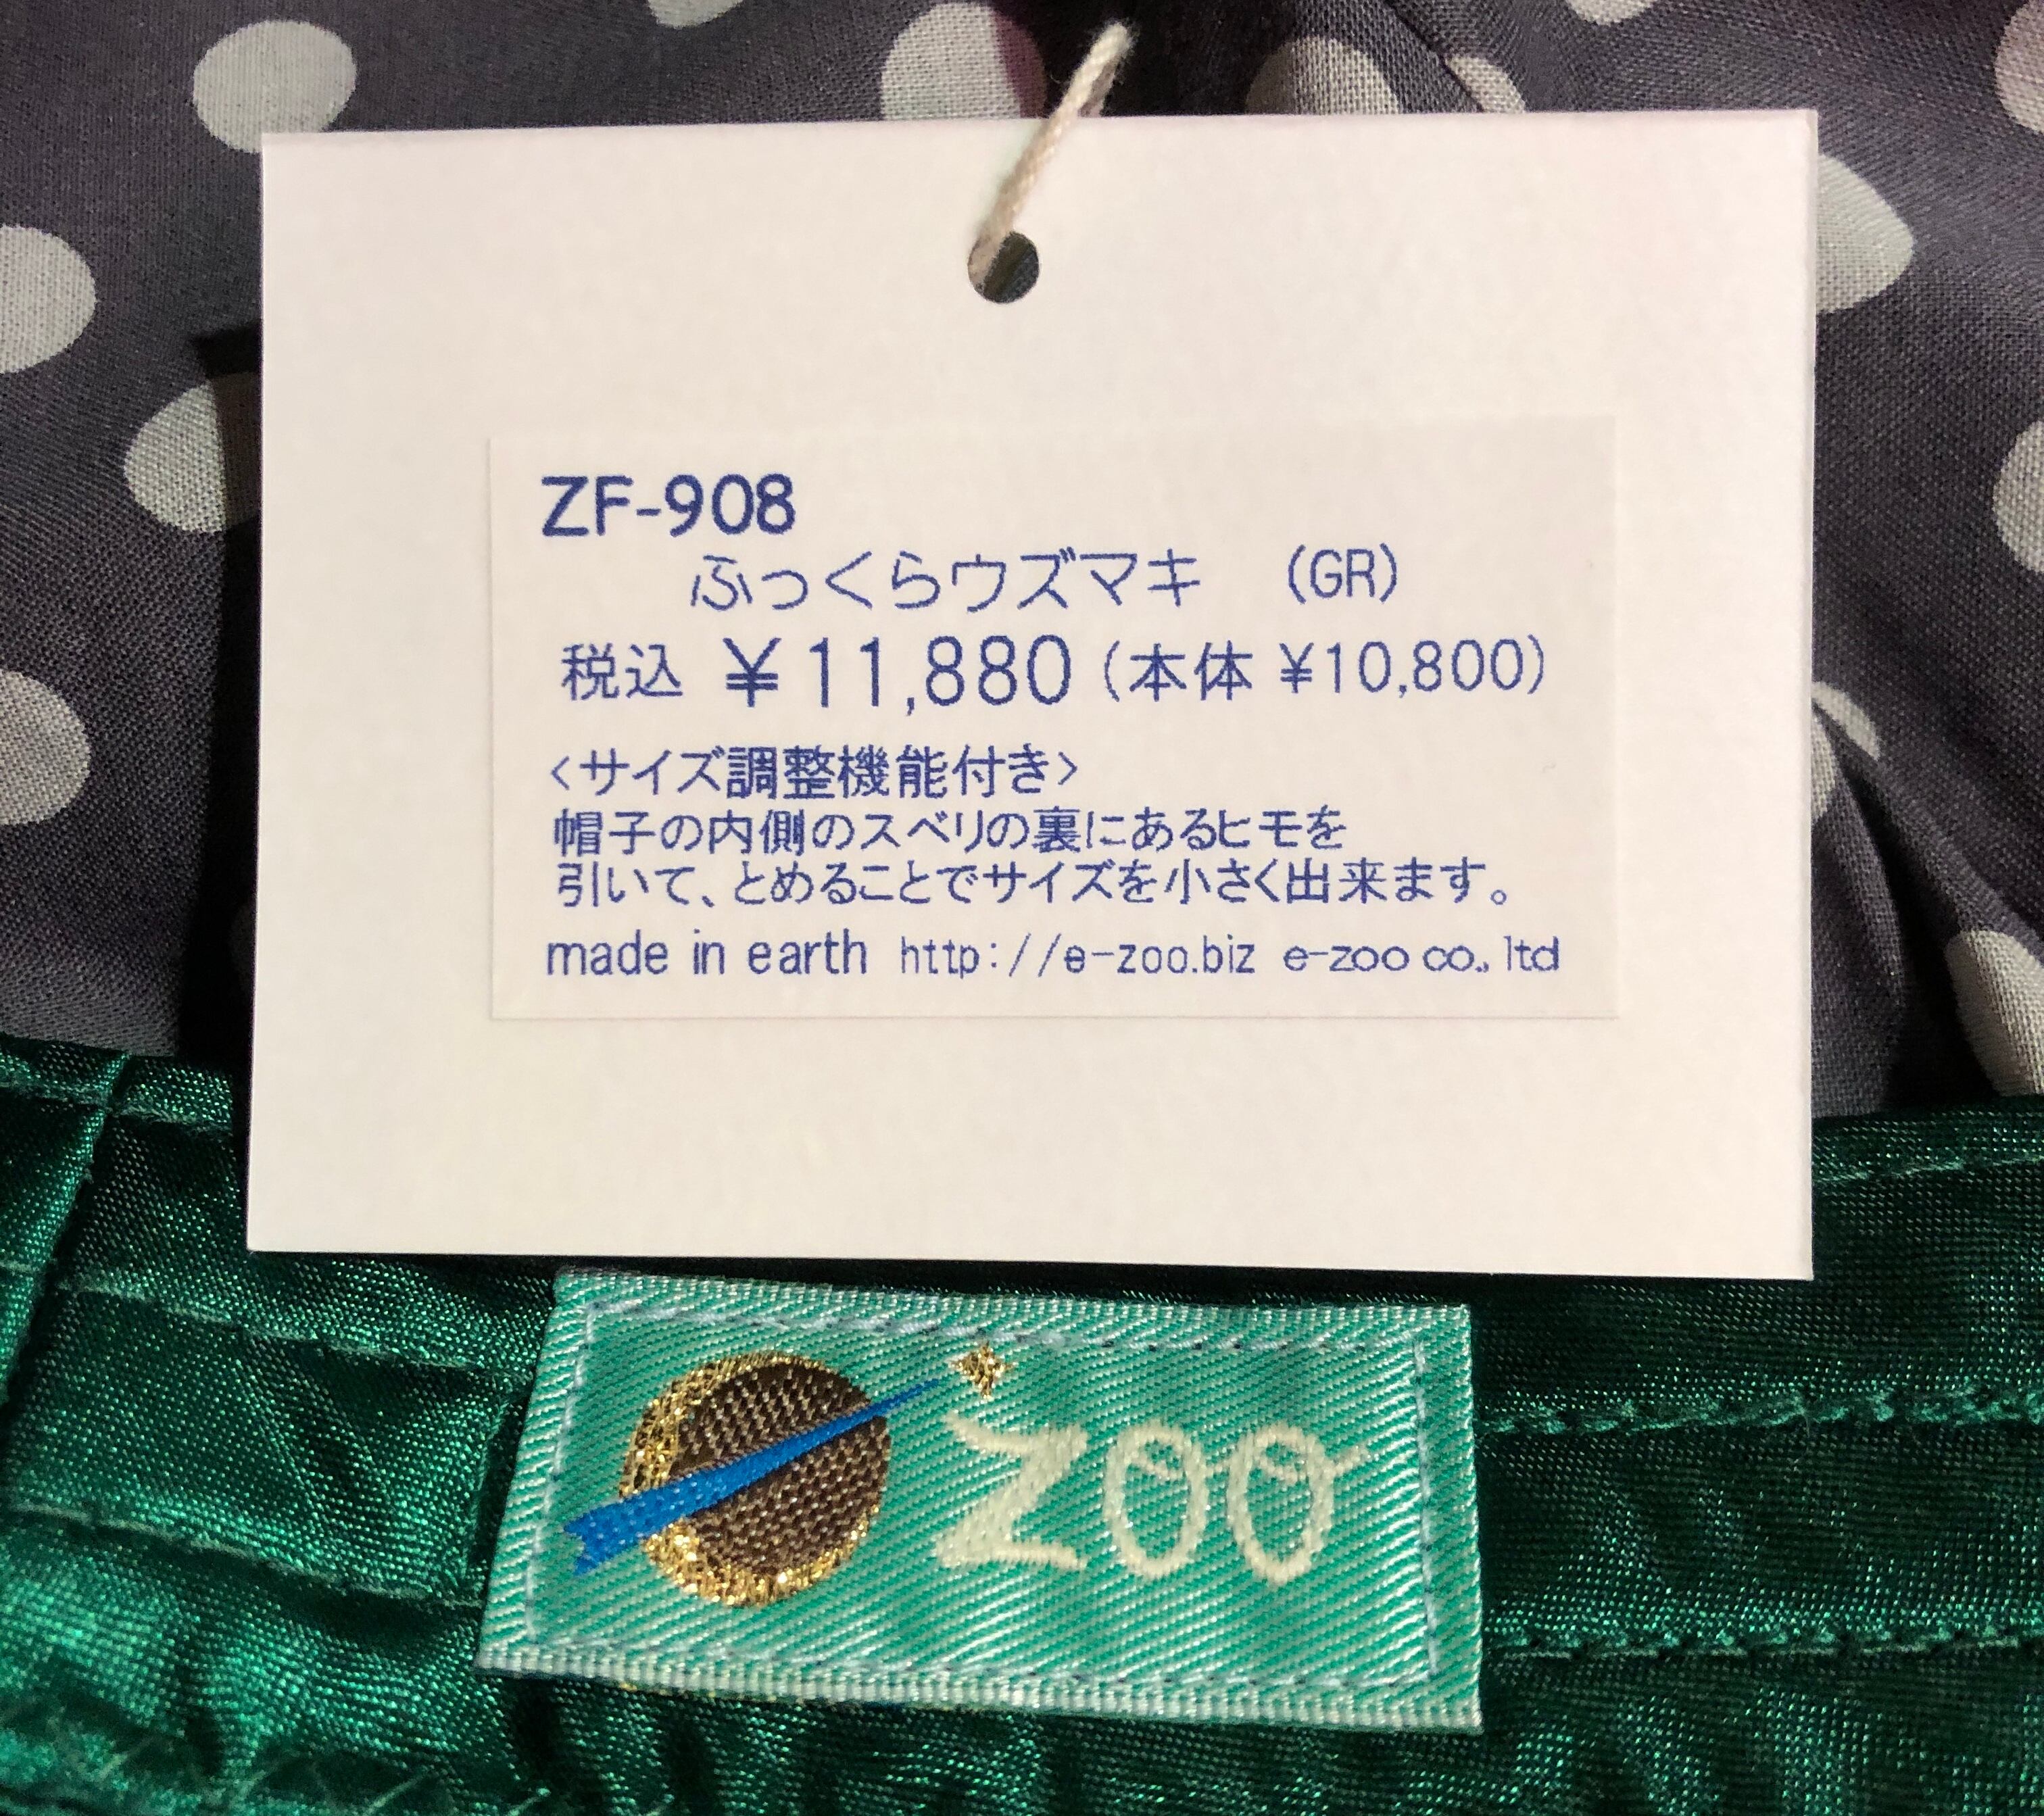 ZF-908
ふっくらウズマキ (GR)
税込 ¥11,880 (本体 ¥10,800)
<サイズ調整機能付き>
帽子の内側のスベリの裏にあるヒモを
引いて、とめることでサイズを小さく出来ます。
made in earth http://e-zoo.biz e-zoo co., ltd
ZOO